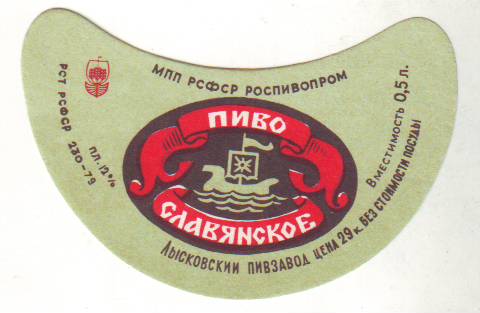 МПП РСФСР РОСПИВОПРОМ
РСТ РСФСР 230-79
ПЛ. 12%
ПИВО
СЛАВЯНСКОЕ
Вместимость 0,5 л.
Лысковский пивзавод цена 29 к. без стоимости посуды